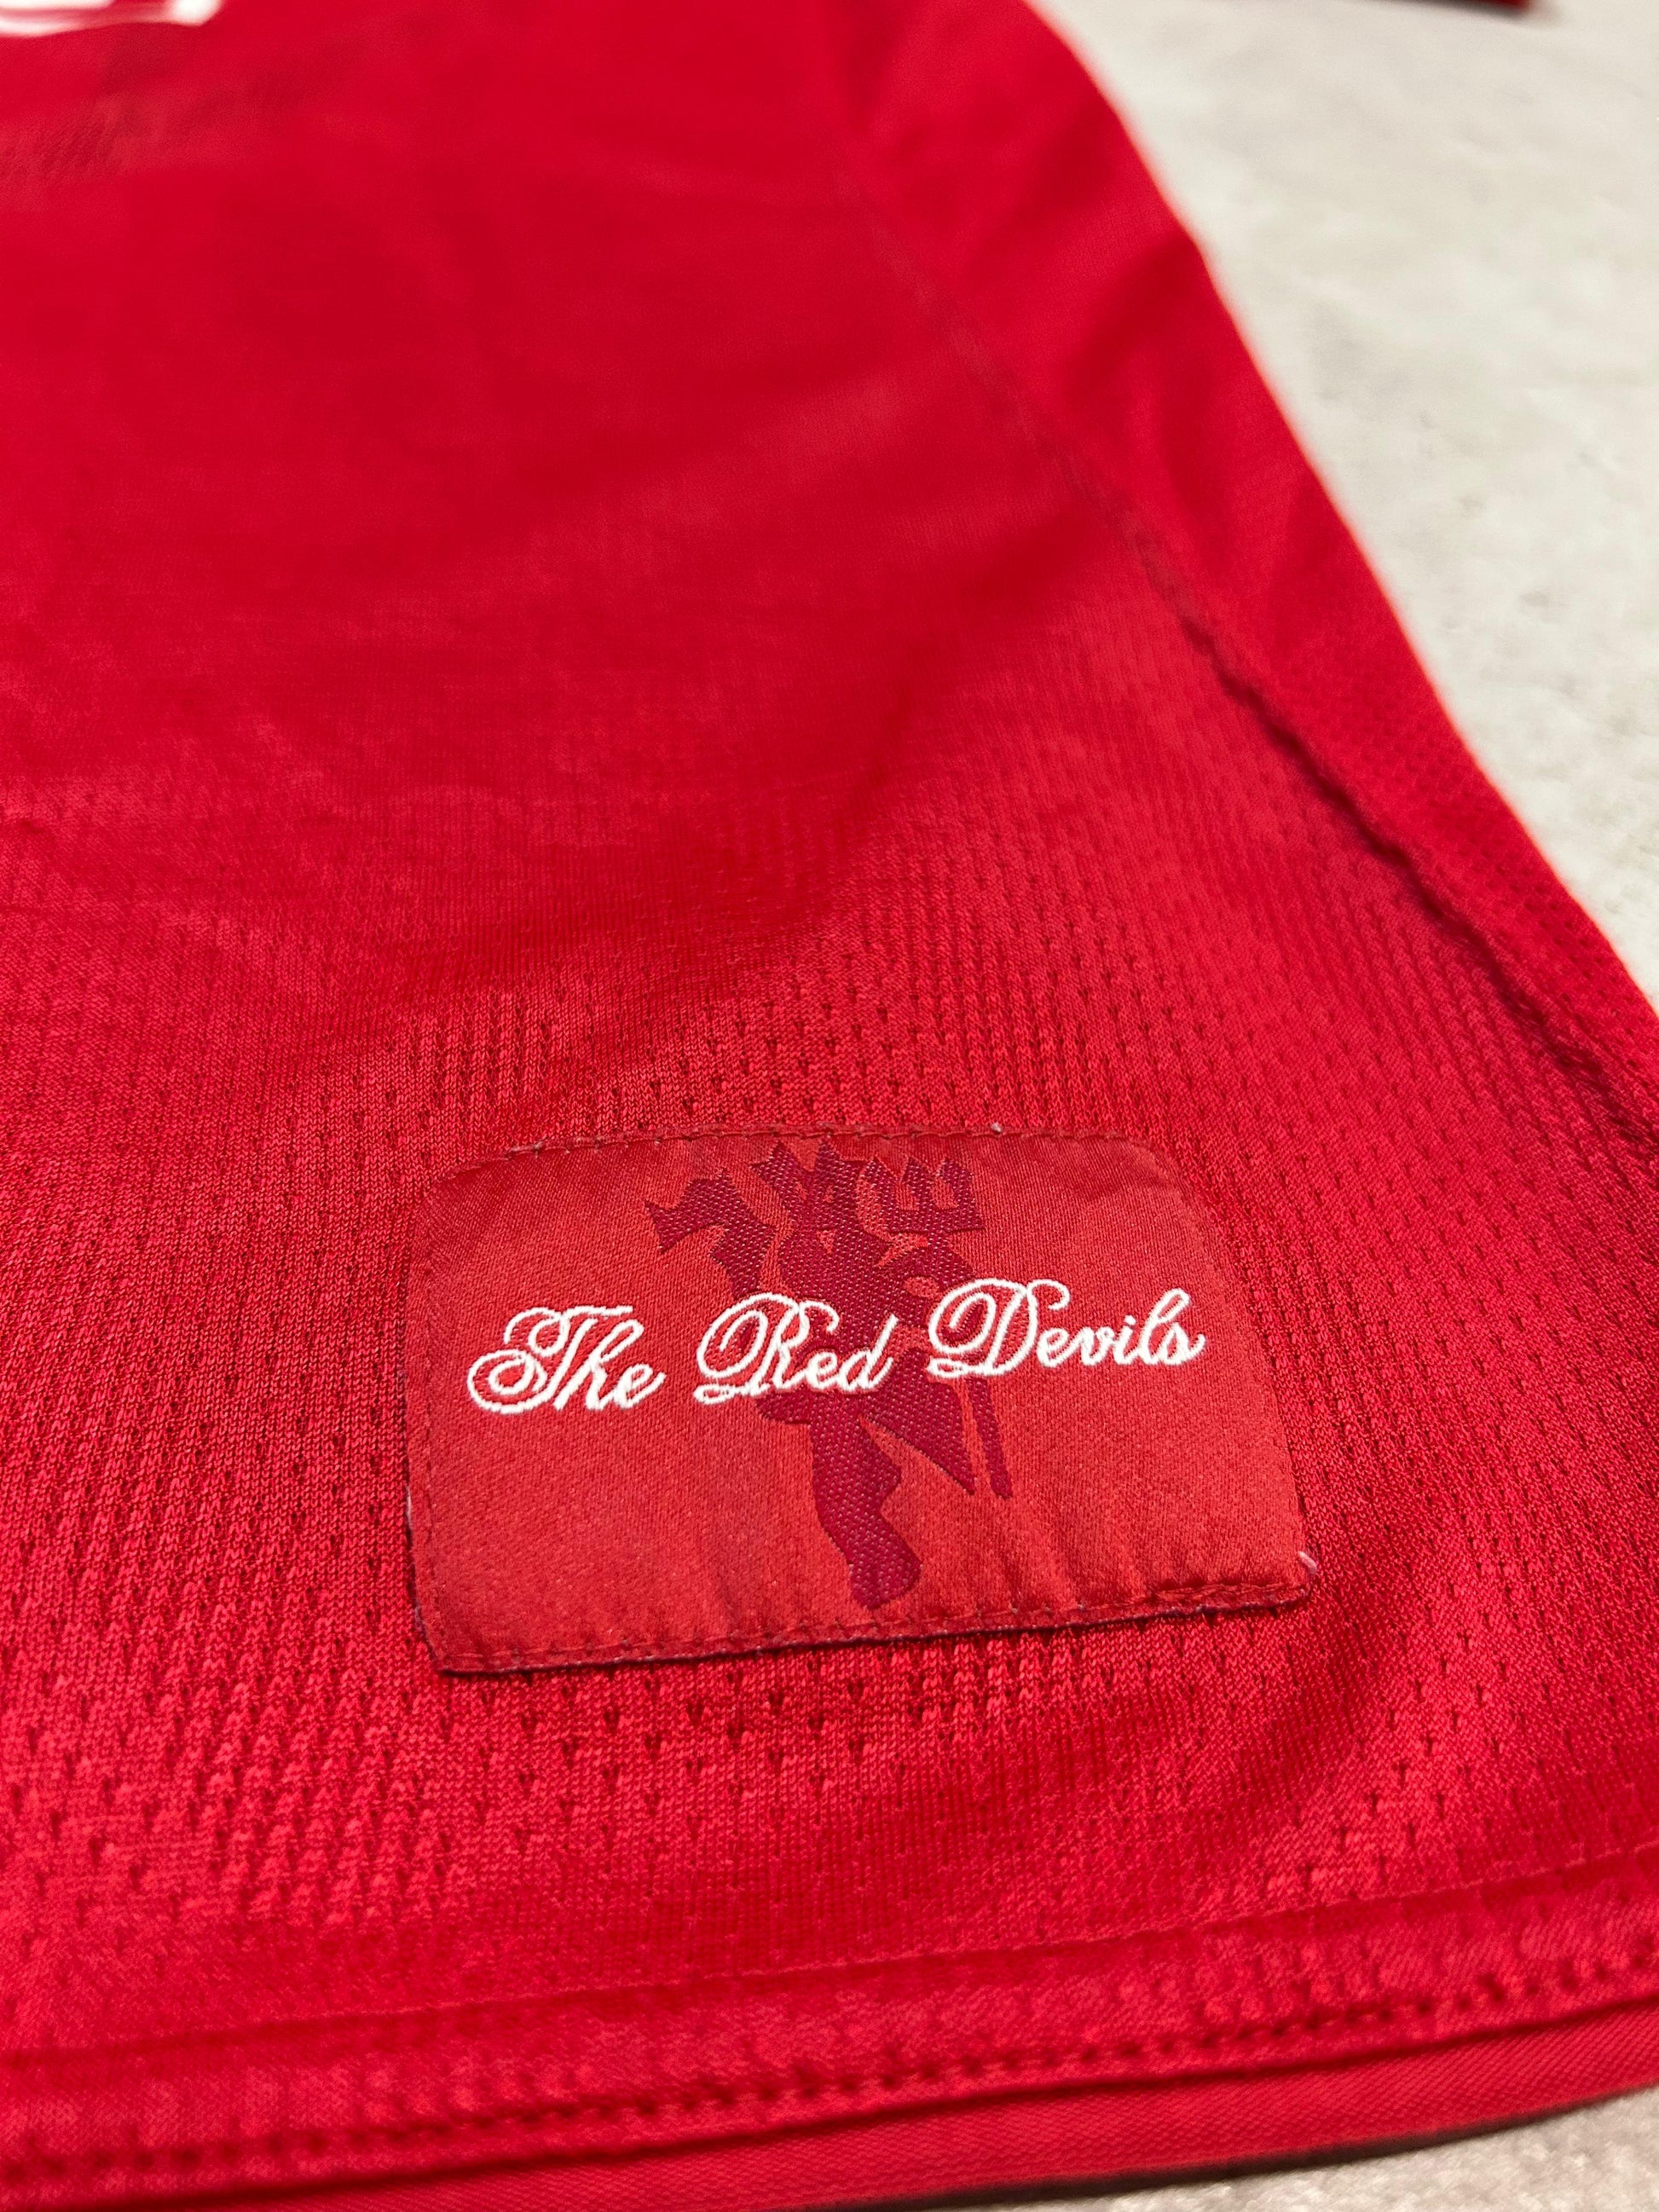 The Red Devils